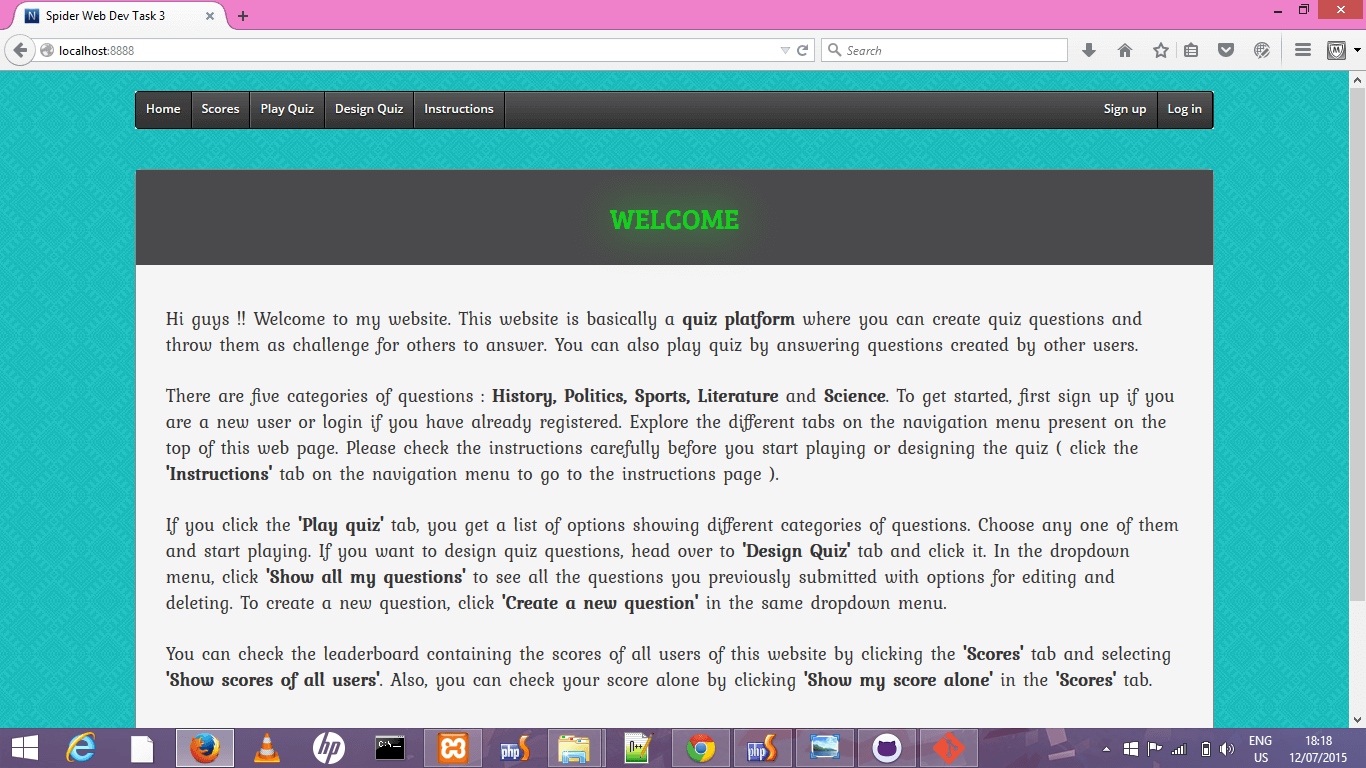 Spider Web Dev Task 3
localhost:8888
Search
Home Scores Play Quiz Design Quiz Instructions Sign up Log in
WELCOME
Hi guys !! Welcome to my website. This website is basically a quiz platform where you can create quiz questions and
throw them as challenge for others to answer. You can also play quiz by answering questions created by other users.
There are five categories of questions : History, Politics, Sports, Literature and Science. To get started, first sign up if you
are a new user or login if you have already registered. Explore the different tabs on the navigation menu present on the
top of this web page. Please check the instructions carefully before you start playing or designing the quiz ( click the
'Instructions' tab on the navigation menu to go to the instructions page ).
If you click the 'Play quiz' tab, you get a list of options showing different categories of questions. Choose any one of them
and start playing. If you want to design quiz questions, head over to 'Design Quiz' tab and click it. In the dropdown
menu, click 'Show all my questions' to see all the questions you previously submitted with options for editing and
deleting. To create a new question, click 'Create a new question' in the same dropdown menu.
You can check the leaderboard containing the scores of all users of this website by clicking the 'Scores' tab and selecting
'Show scores of all users'. Also, you can check your score alone by clicking 'Show my score alone' in the 'Scores' tab.
ENG 18:18
US 12/07/2015